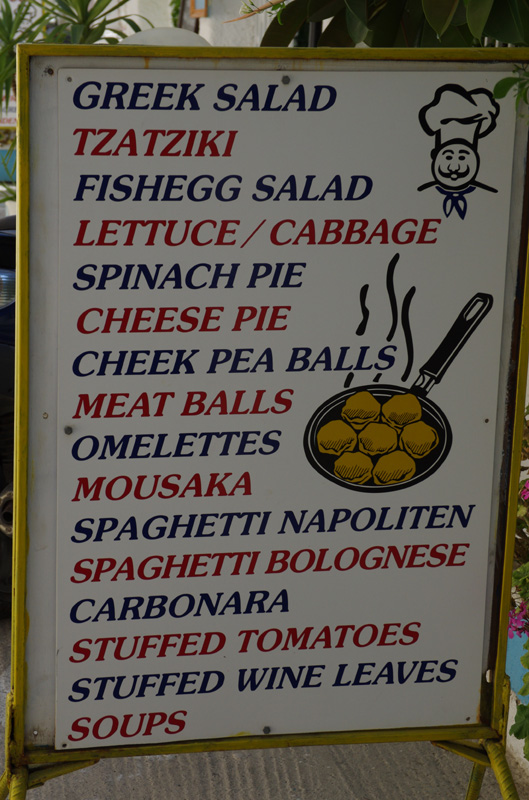 GREEK SALAD
TZATZIKI
FISHEGG SALAD
LETTUCE / CABBAGE
SPINACH PIE
CHEESE PIE
CHEEK PEA BALLS
MEAT BALLS
OMELETTES
MOUSAKA
SPAGHETTI NAPOLITEN
SPAGHETTI BOLOGNESE
CARBONARA
STUFFED TOMATOES
STUFFED WINE LEAVES
SOUPS